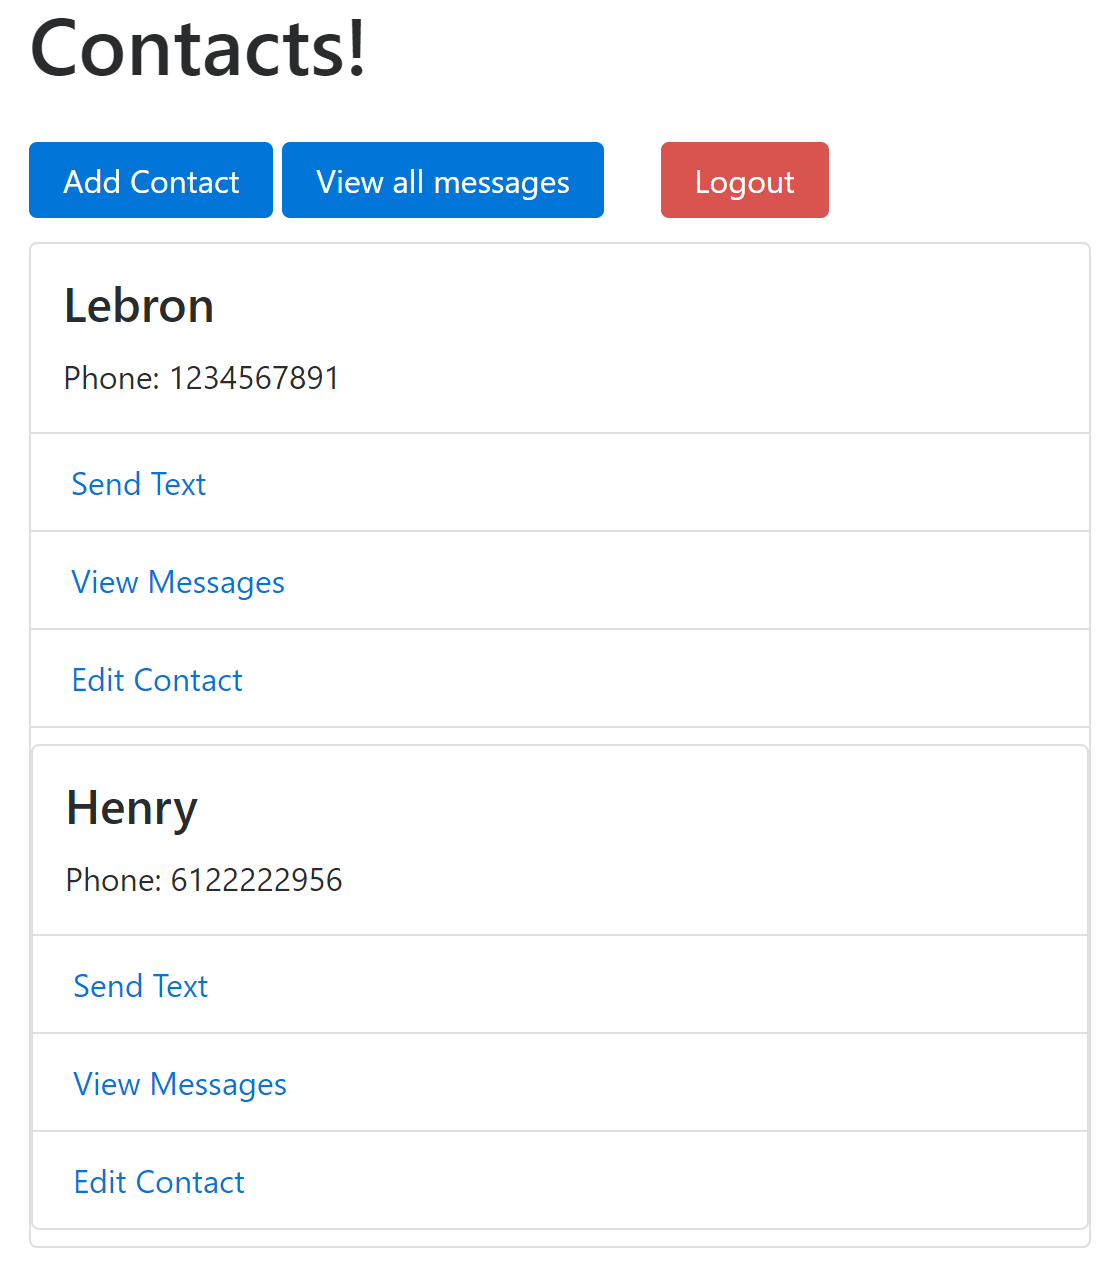 Contacts!
Add Contact View all messages Logout
Lebron
Phone: 1234567891
Send Text
View Messages
Edit Contact
Henry
Phone: 6122222956
Send Text
View Messages
Edit Contact